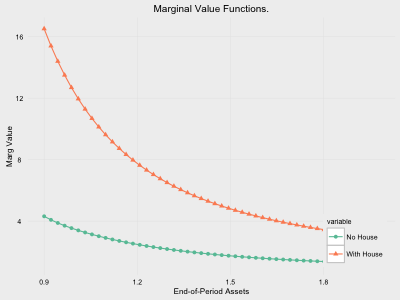 Marginal Value Functions.
Marg Value
16
12
8
4
0.9
1.2
1.5
1.8
End-of-Period Assets
variable
No House
With House